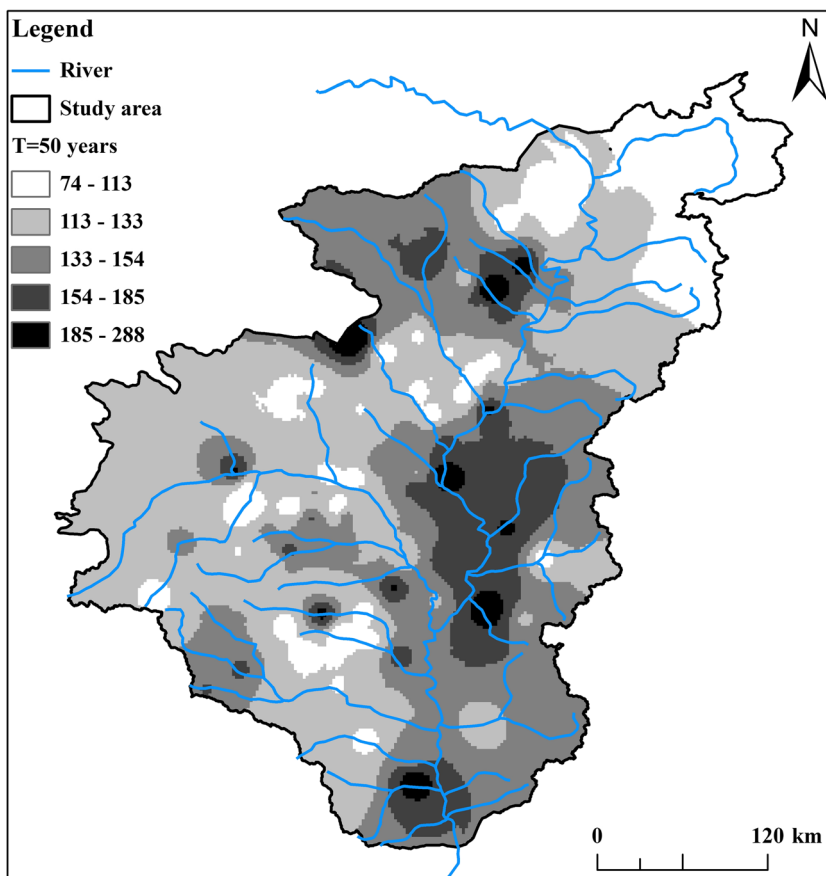 Legend
N
River
Study area
T=50 years
74 - 113
113 - 133
133 - 154
154 - 185
185 - 288
0 120 km